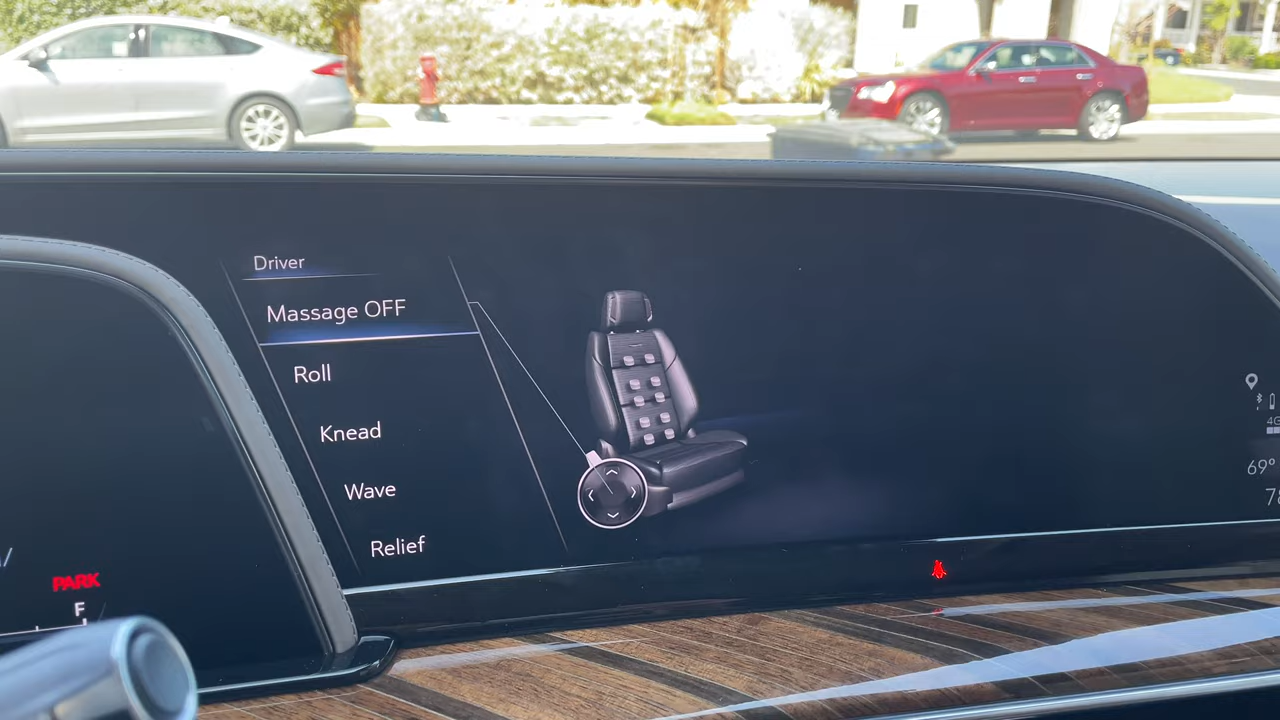 Driver
Massage OFF
Roll
Knead
Wave
Relief
PARK
F
69°